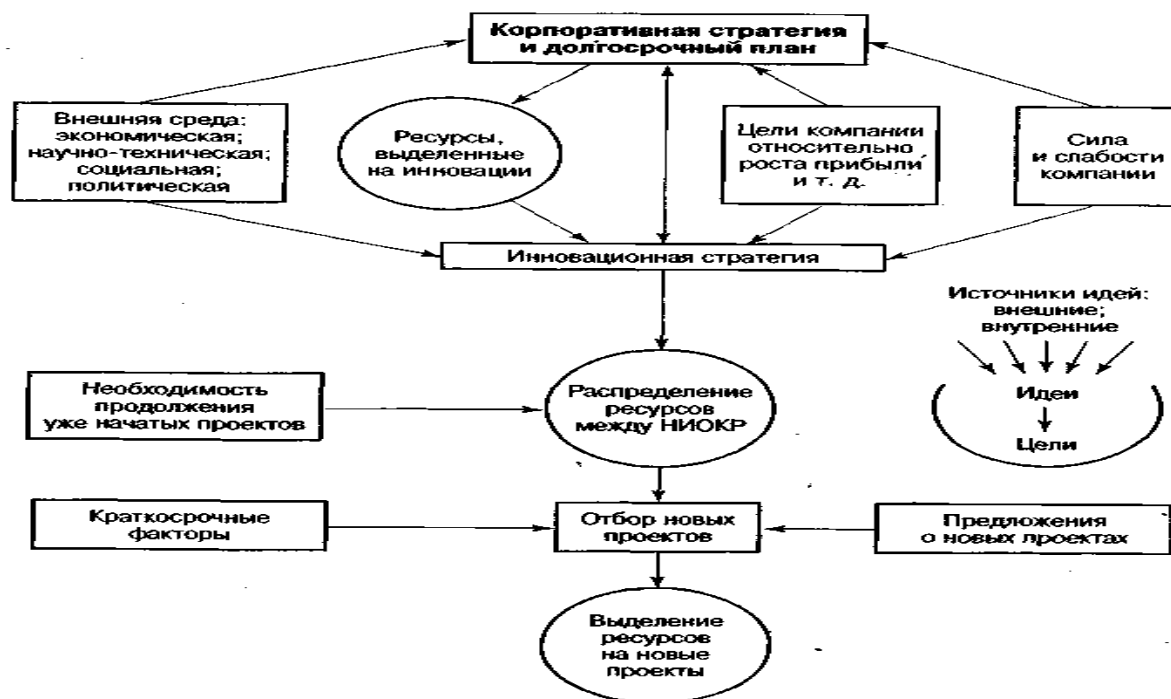 Корпоративная стратегия
и долгосрочный план
Внешняя среда:
экономическая;
научно-техническая;
социальная;
политическая
Ресурсы,
выделенные
на инновации
Цели компании
относительно
роста прибыли
и т. д.
Сила
и слабости
компании
Инновационная стратегия
Источники идей:
внешние;
внутренние
Необходимость
продолжения
уже начатых проектов
Распределение
ресурсов
между НИОКР
Идеи
Цели
Краткосрочные
факторы
Отбор новых
проектов
Предложения
о новых проектах
Выделение
ресурсов
на новые
проекты